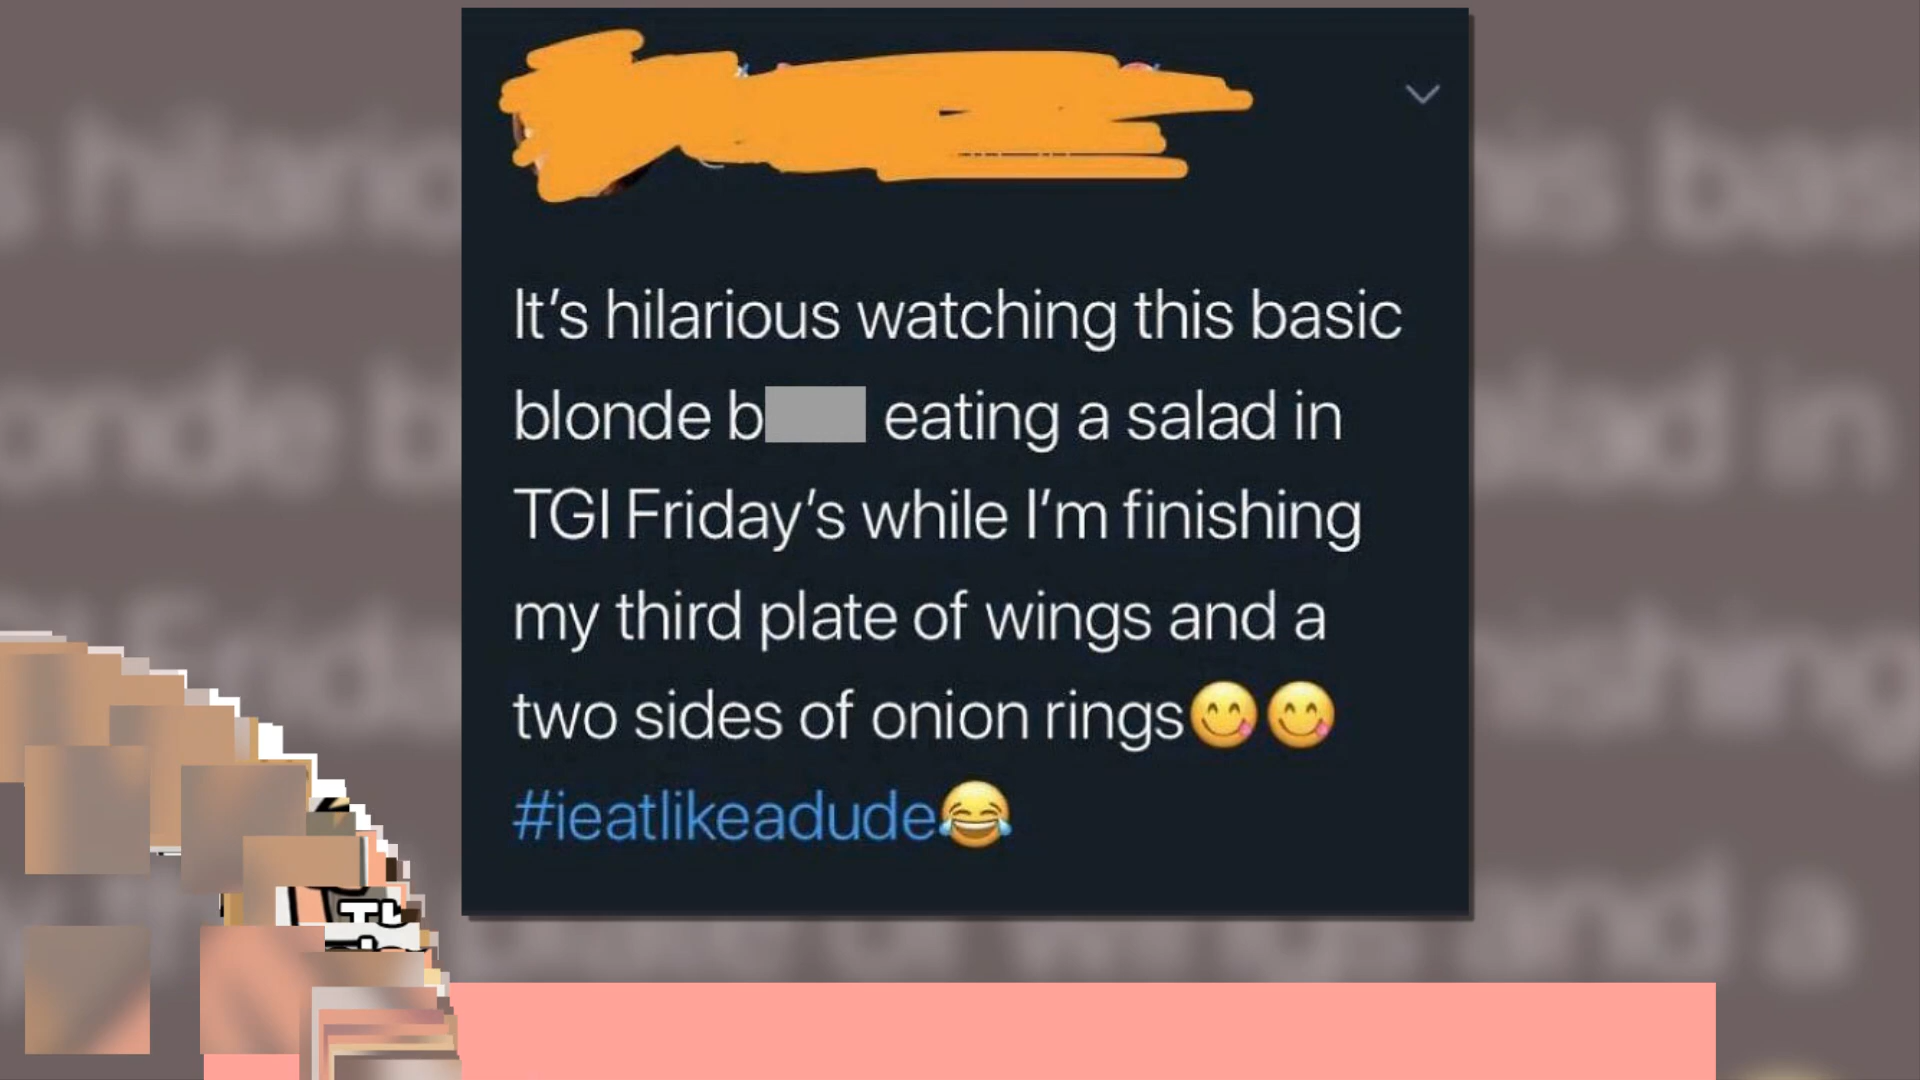 It's hilarious watching this basic
blonde b eating a salad in
TGI Friday's while I'm finishing
my third plate of wings and a
two sides of onion rings😋😋
#ieatlikeadude😂